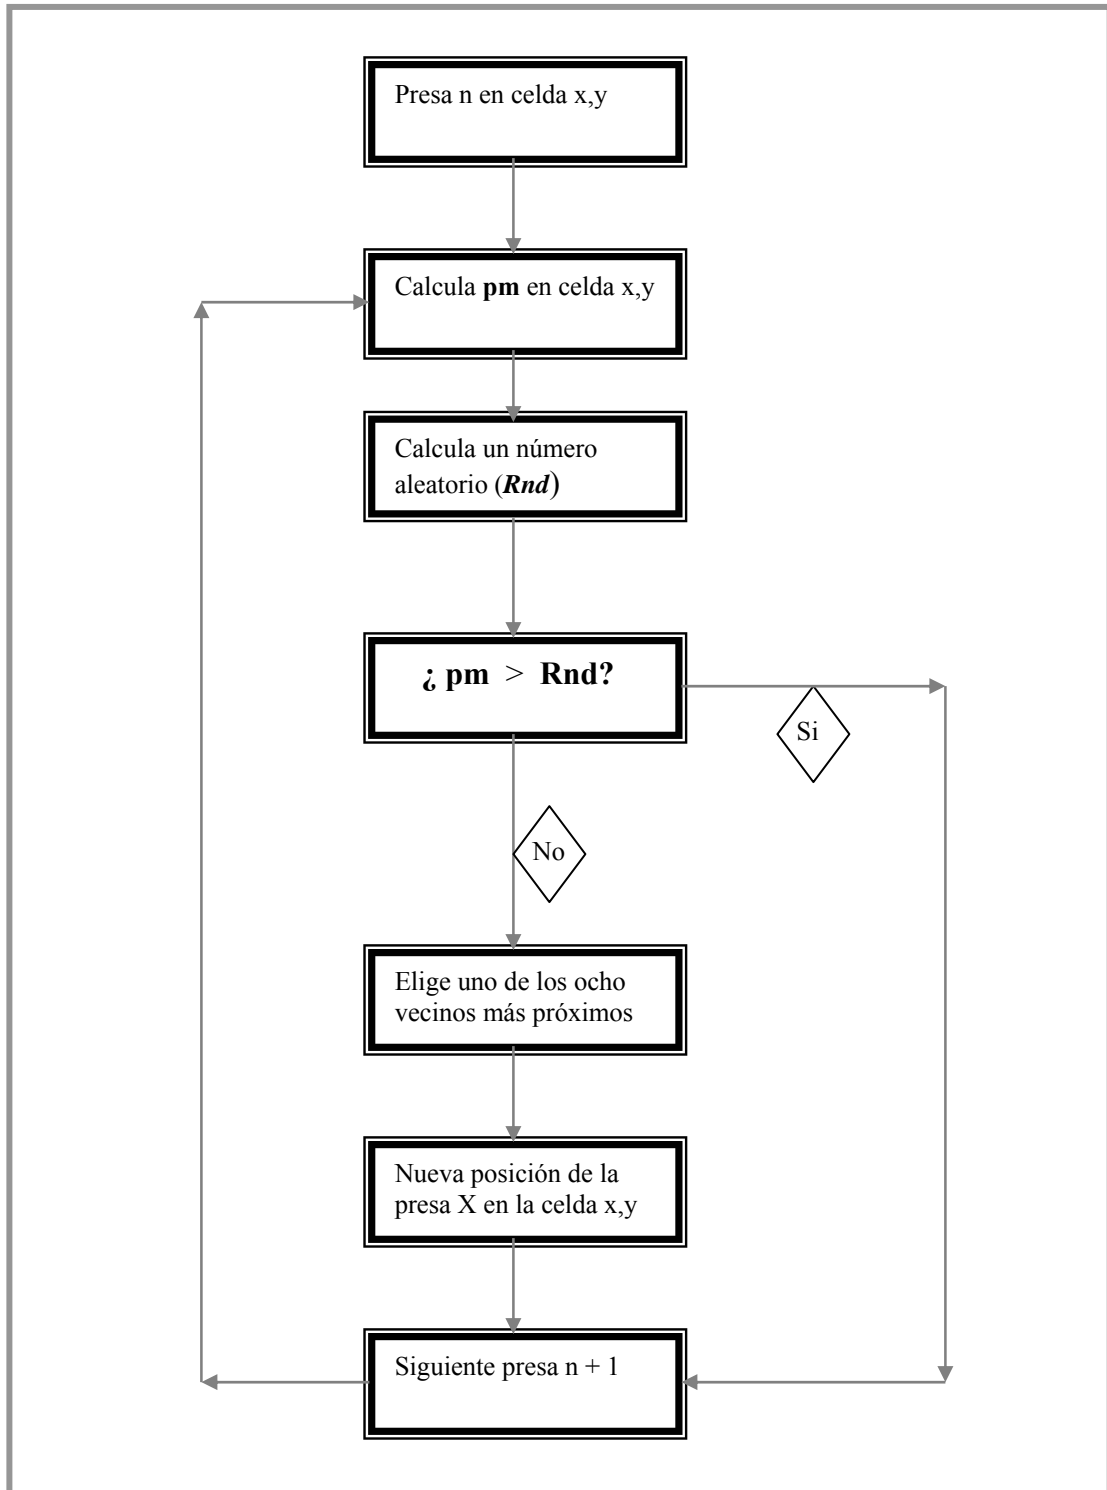 Presa n en celda x,y
Calcula pm en celda x,y
Calcula un número
aleatorio (Rnd)
¿ pm > Rnd?
Si
No
Elige uno de los ocho
vecinos más próximos
Nueva posición de la
presa X en la celda x,y
Siguiente presa n + 1